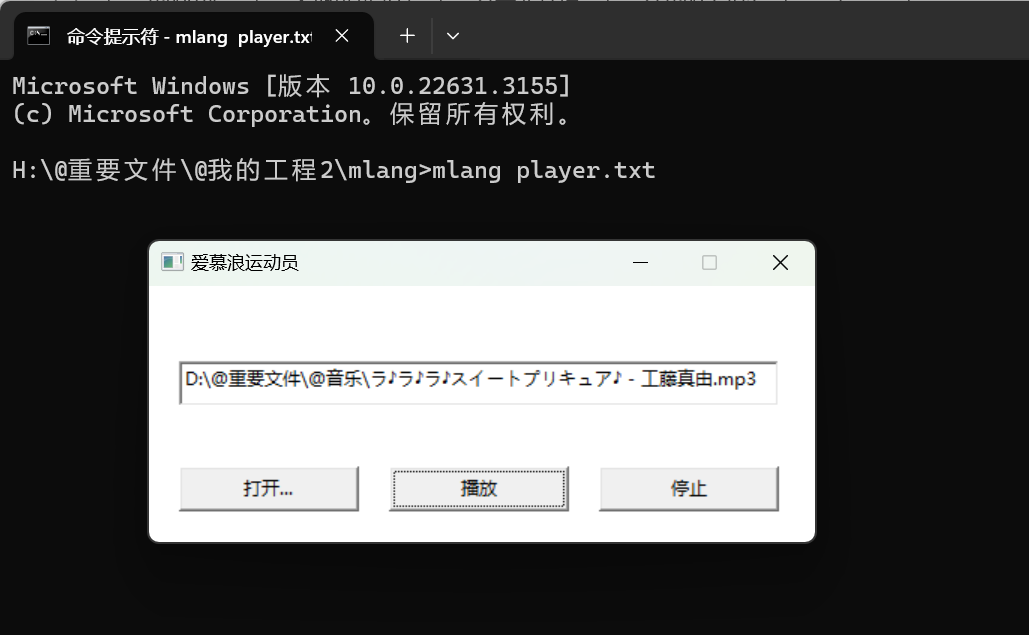 命令提示符 - mlang player.txt
Microsoft Windows [版本 10.0.22631.3155]
(c) Microsoft Corporation。保留所有权利。
H:\@重要文件\@我的工程2\mlang>mlang player.txt
爱慕浪运动员
D:\@重要文件\@音乐\ラ♪ラ♪ラ♪スイートプリキュア♪ - 工藤真由.mp3
打开... 播放 停止